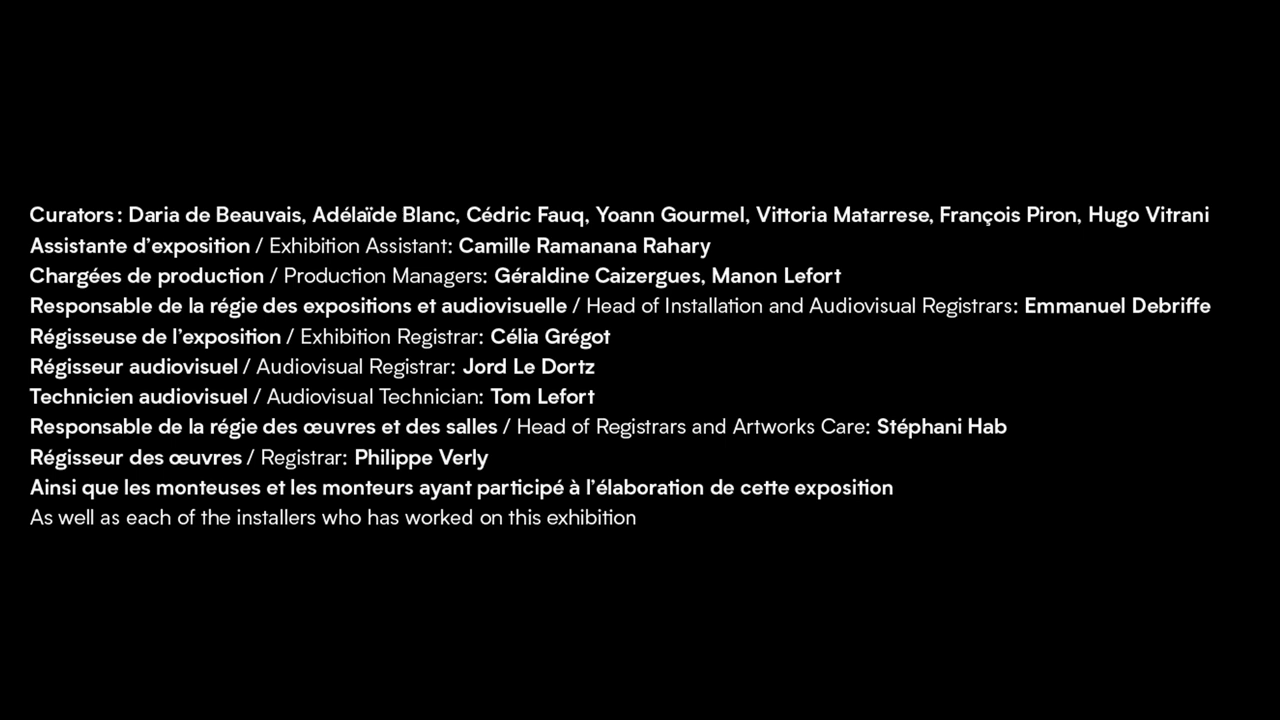 Curators : Daria de Beauvais, Adélaïde Blanc, Cédric Fauq, Yoann Gourmel, Vittoria Matarrese, François Piron, Hugo Vitrani
Assistante d’exposition / Exhibition Assistant: Camille Ramanana Rahary
Chargées de production / Production Managers: Géraldine Caizergues, Manon Lefort
Responsable de la régie des expositions et audiovisuelle / Head of Installation and Audiovisual Registrars: Emmanuel Debriffe
Régisseuse de l’exposition / Exhibition Registrar: Célia Grégot
Régisseur audiovisuel / Audiovisual Registrar: Jord Le Dortz
Technicien audiovisuel / Audiovisual Technician: Tom Lefort
Responsable de la régie des œuvres et des salles / Head of Registrars and Artworks Care: Stéphani Hab
Régisseur des œuvres / Registrar: Philippe Verly
Ainsi que les monteuses et les monteurs ayant participé à l’élaboration de cette exposition
As well as each of the installers who has worked on this exhibition